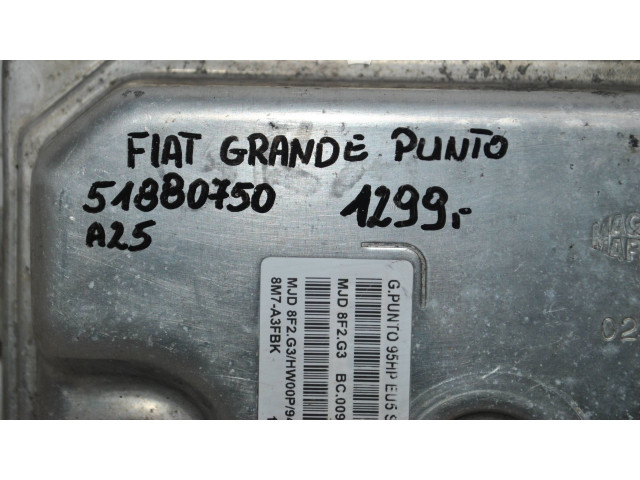 FIAT GRANDE PUNTO
51880750 1299,-
A25
G.PUNTO 95HP EU5 S
MJD 8F2.G3 BC.009
MJD 8F2.G3/HW00P/94
8M7-A3FBK